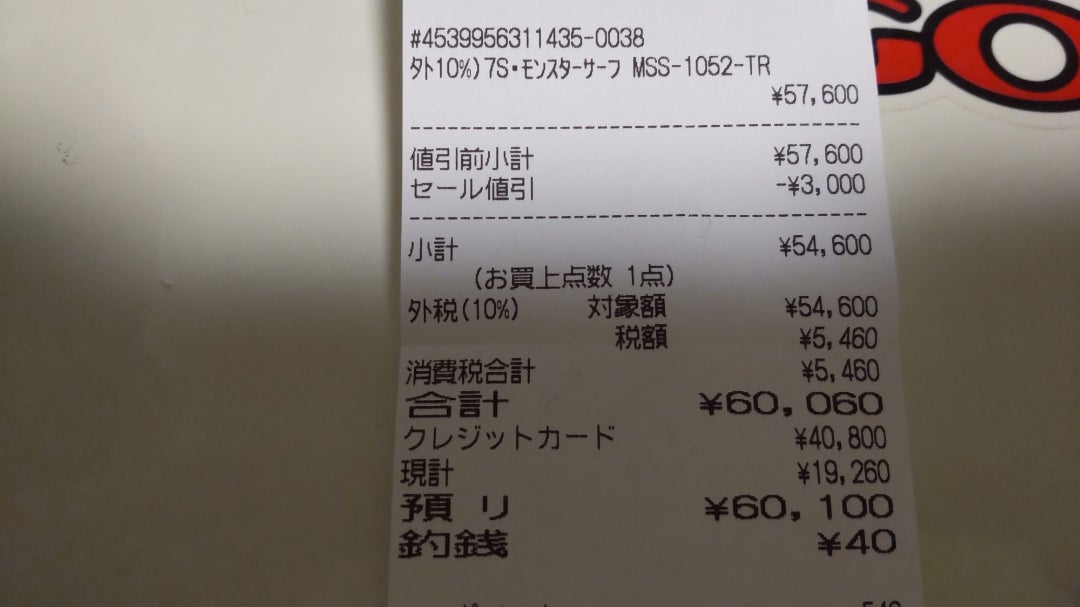 GO
#4539956311435-0038
タト10%)7S・モンスターサーフ MSS-1052-TR
¥57,600
値引前小計 ¥57,600
セール値引 -¥3,000
小計 ¥54,600
(お買上点数 1点)
外税(10%) 対象額 ¥54,600
税額 ¥5,460
消費税合計 ¥5,460
合計 ¥60,060
クレジットカード ¥40,800
現計 ¥19,260
預 リ ¥60,100
釣銭 ¥40